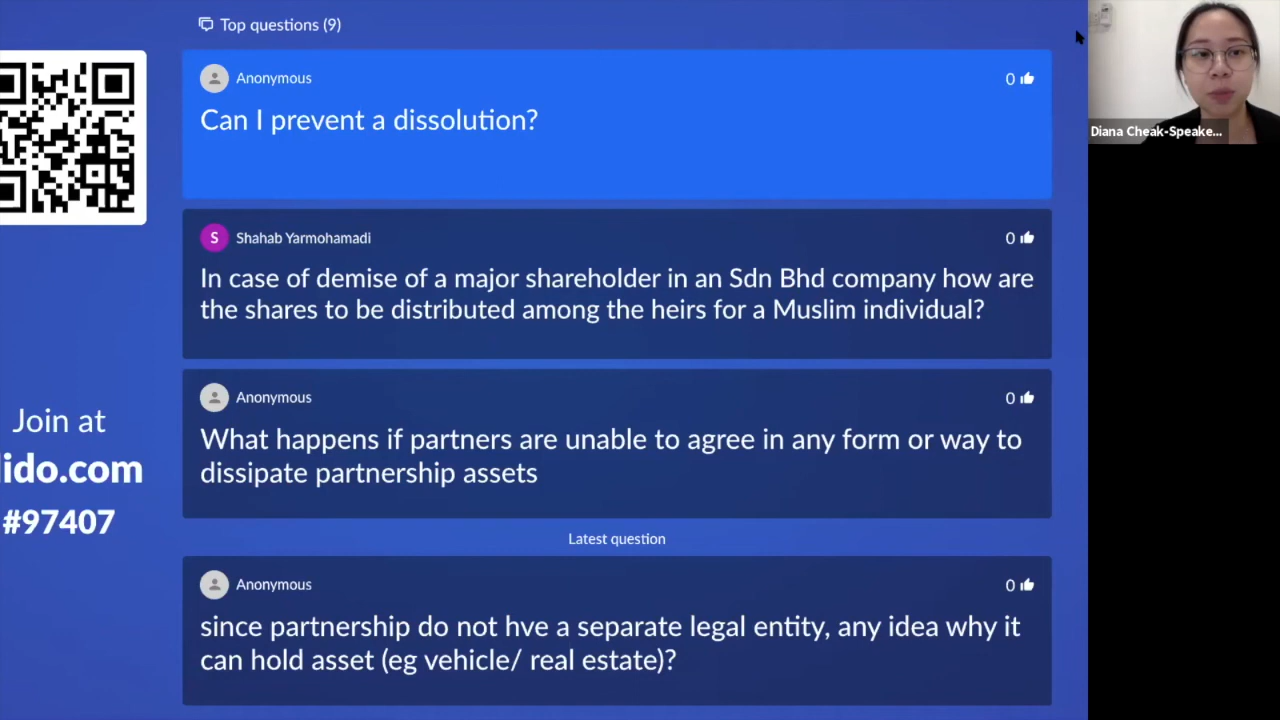 Top questions (9)
Anonymous
0
Can I prevent a dissolution?
S
Shahab Yarmohamadi
0
In case of demise of a major shareholder in an Sdn Bhd company how are
the shares to be distributed among the heirs for a Muslim individual?
Anonymous
0
What happens if partners are unable to agree in any form or way to
dissipate partnership assets
Latest question
Anonymous
0
since partnership do not hve a separate legal entity, any idea why it
can hold asset (eg vehicle/ real estate)?
Join at
lido.com
#97407
Diana Cheak-Speake...